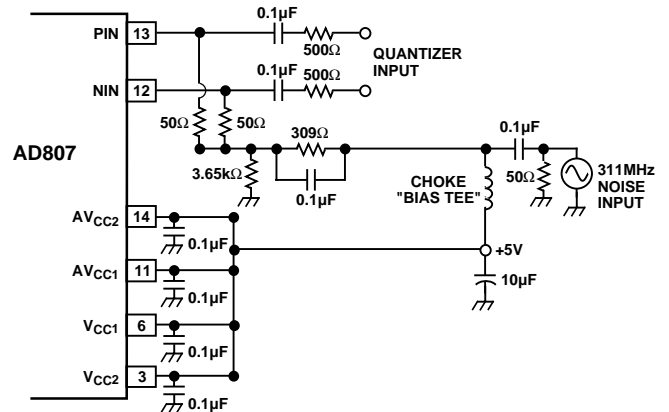 0.1µF
PIN 13
500Ω
QUANTIZER
INPUT
0.1µF
500Ω
NIN 12
50Ω
50Ω
309Ω
0.1µF
AD807
3.65kΩ
0.1µF
CHOKE
"BIAS TEE"
50Ω
311MHz
NOISE
INPUT
AVCC2 14
0.1µF
+5V
AVCC1 11
10µF
0.1µF
VCC1 6
0.1µF
VCC2 3
0.1µF